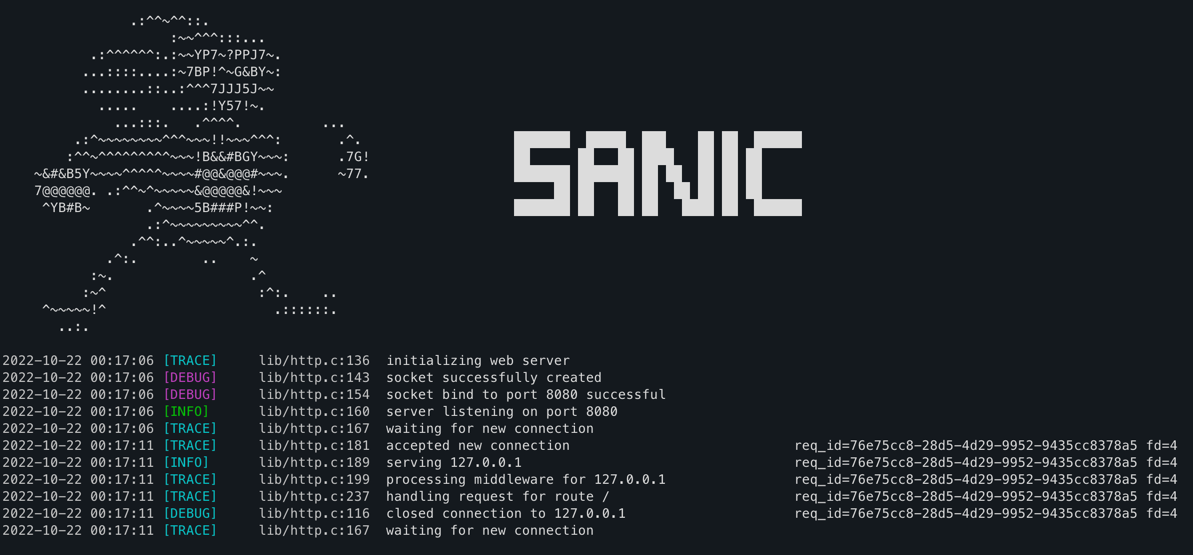 SANIC
2022-10-22 00:17:06 [TRACE] lib/http.c:136 initializing web server
2022-10-22 00:17:06 [DEBUG] lib/http.c:143 socket successfully created
2022-10-22 00:17:06 [DEBUG] lib/http.c:154 socket bind to port 8080 successful
2022-10-22 00:17:06 [INFO] lib/http.c:160 server listening on port 8080
2022-10-22 00:17:06 [TRACE] lib/http.c:167 waiting for new connection
2022-10-22 00:17:11 [TRACE] lib/http.c:181 accepted new connection req_id=76e75cc8-28d5-4d29-9952-9435cc8378a5 fd=4
2022-10-22 00:17:11 [INFO] lib/http.c:189 serving 127.0.0.1 req_id=76e75cc8-28d5-4d29-9952-9435cc8378a5 fd=4
2022-10-22 00:17:11 [TRACE] lib/http.c:199 processing middleware for 127.0.0.1 req_id=76e75cc8-28d5-4d29-9952-9435cc8378a5 fd=4
2022-10-22 00:17:11 [TRACE] lib/http.c:237 handling request for route / req_id=76e75cc8-28d5-4d29-9952-9435cc8378a5 fd=4
2022-10-22 00:17:11 [DEBUG] lib/http.c:116 closed connection to 127.0.0.1 req_id=76e75cc8-28d5-4d29-9952-9435cc8378a5 fd=4
2022-10-22 00:17:11 [TRACE] lib/http.c:167 waiting for new connection